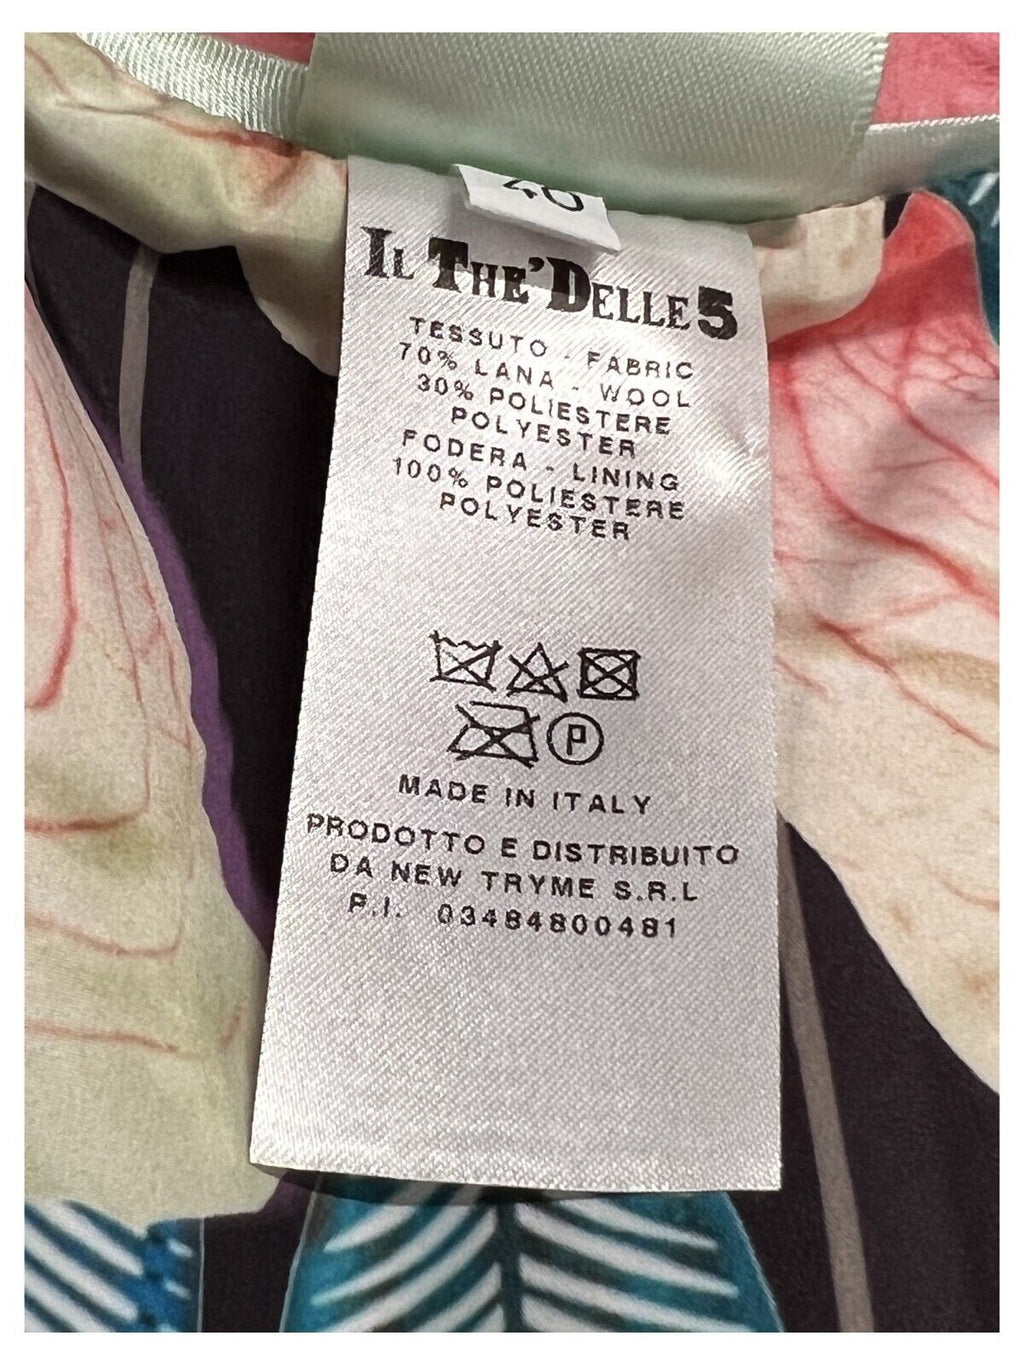 40
IL THE' DELLE 5
TESSUTO - FABRIC
70% LANA - WOOL
30% POLIESTERE
POLYESTER
FODERA - LINING
100% POLIESTERE
POLYESTER
P
MADE IN ITALY
PRODOTTO E DISTRIBUITO
DA NEW TRYME S.R.L
P.I. 03484800481